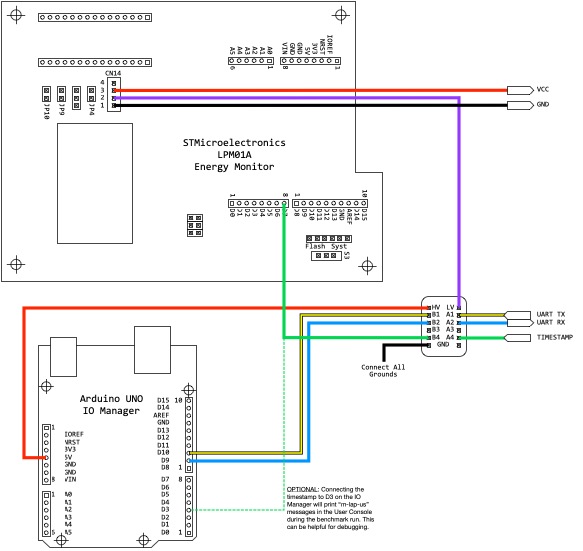 A5
A4
A3
A2
A1
A0
6
1
VIN
GND
GND
5V
3V3
NRST
IOREF
8
1
CN14
4
3
2
1
JP10
JP9
JP4
VCC
GND
STMicroelectronics
LPM01A
Energy Monitor
1
8
1
10
D0
D1
D2
D3
D4
D5
D6
D7
D8
D9
D10
D11
D12
D13
GND
AREF
D14
D15
Flash Syst
S3
HV LV
B1 A1
B2 A2
B3 A3
B4 A4
GND
UART TX
UART RX
TIMESTAMP
Connect All
Grounds
Arduino UNO
IO Manager
D15 10
D14
AREF
GND
D13
D12
D11
D10
D9
D8 1
1
IOREF
NRST
3V3
5V
GND
GND
8 VIN
D7 8
D6
D5
D4
D3
D2
D1
D0 1
1 A0
A1
A2
A3
A4
6 A5
OPTIONAL: Connecting the
timestamp to D3 on the IO
Manager will print "m-lap-us"
messages in the User Console
during the benchmark run. This
can be helpful for debugging.